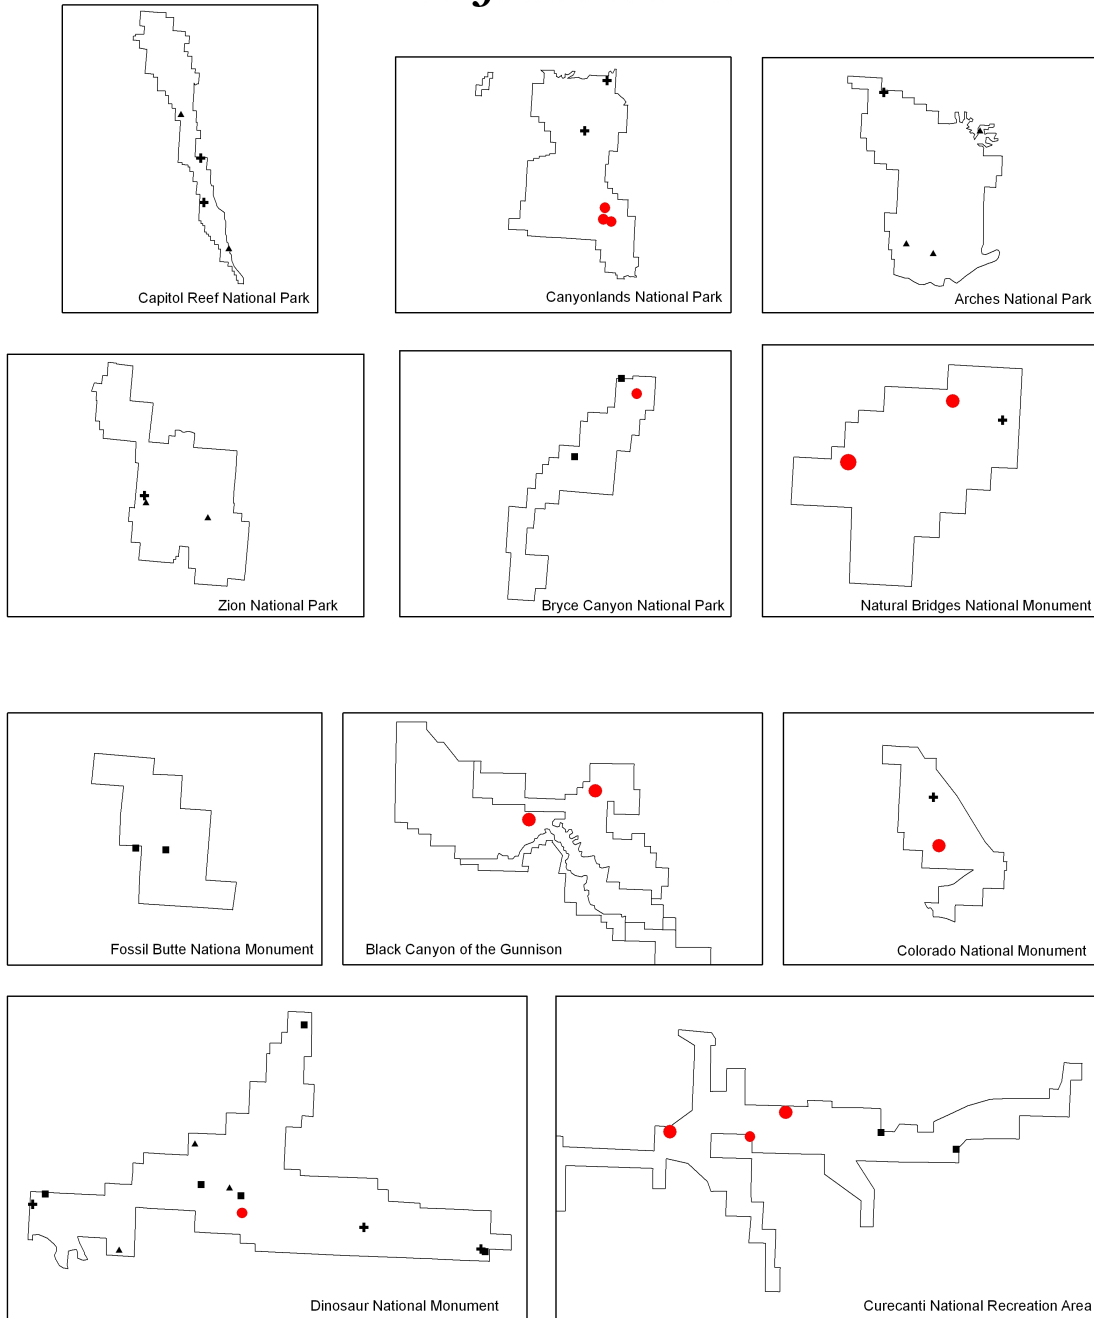 Capitol Reef National Park
Canyonlands National Park
Arches National Park
Zion National Park
Bryce Canyon National Park
Natural Bridges National Monument
Fossil Butte Nationa Monument
Black Canyon of the Gunnison
Colorado National Monument
Dinosaur National Monument
Curecanti National Recreation Area